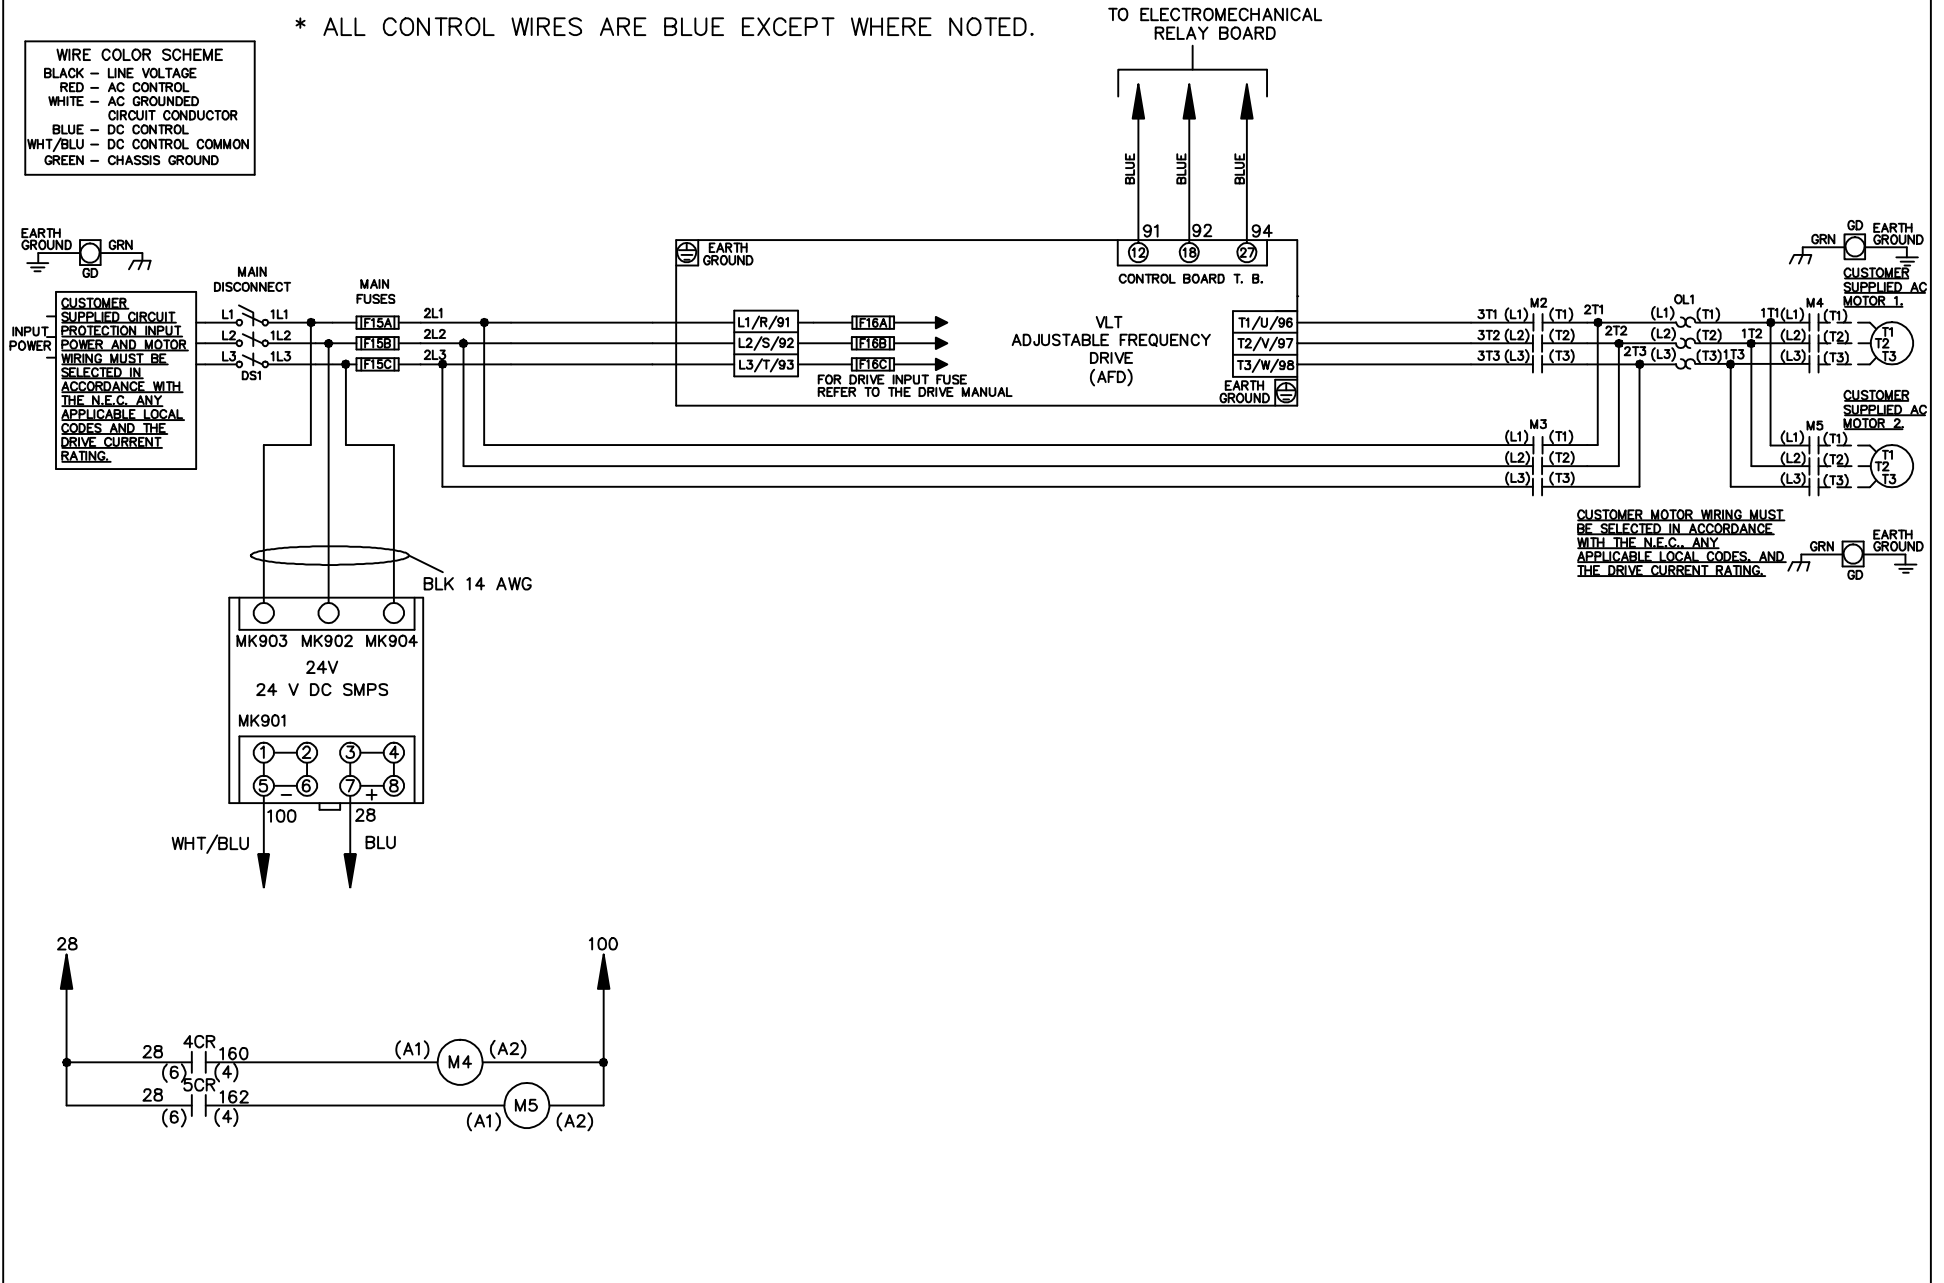 * ALL CONTROL WIRES ARE BLUE EXCEPT WHERE NOTED.
TO ELECTROMECHANICAL
RELAY BOARD
WIRE COLOR SCHEME
BLACK – LINE VOLTAGE
RED – AC CONTROL
WHITE – AC GROUNDED
CIRCUIT CONDUCTOR
BLUE – DC CONTROL
WHT/BLU – DC CONTROL COMMON
GREEN – CHASSIS GROUND
BLUE
BLUE
BLUE
91 92 94
12 18 27
CONTROL BOARD T. B.
EARTH
GROUND
GRN
GD
CUSTOMER
SUPPLIED CIRCUIT
PROTECTION INPUT
POWER AND MOTOR
WIRING MUST BE
SELECTED IN
ACCORDANCE WITH
THE N.E.C. ANY
APPLICABLE LOCAL
CODES AND THE
DRIVE CURRENT
RATING.
INPUT
POWER
MAIN
DISCONNECT
L1 1L1
L2 1L2
L3 1L3
DS1
MAIN
FUSES
F15A 2L1
F15B 2L2
F15C 2L3
EARTH
GROUND
L1/R/91
L2/S/92
L3/T/93
F16A
F16B
F16C
FOR DRIVE INPUT FUSE
REFER TO THE DRIVE MANUAL
VLT
ADJUSTABLE FREQUENCY
DRIVE
(AFD)
T1/U/96
T2/V/97
T3/W/98
EARTH
GROUND
M2
3T1 (L1) (T1) 2T1
3T2 (L2) (T2) 2T2
3T3 (L3) (T3) 2T3
M3
(L1) (T1)
(L2) (T2)
(L3) (T3)
OL1
(L1) (T1) 1T1
(L2) (T2) 1T2
(L3) (T3) 1T3
M4
(L1) (T1)
(L2) (T2)
(L3) (T3)
T1
T2
T3
GD
GRN
EARTH
GROUND
CUSTOMER
SUPPLIED AC
MOTOR 1.
CUSTOMER
SUPPLIED AC
MOTOR 2.
M5
(L1) (T1)
(L2) (T2)
(L3) (T3)
T1
T2
T3
CUSTOMER MOTOR WIRING MUST
BE SELECTED IN ACCORDANCE
WITH THE N.E.C., ANY
APPLICABLE LOCAL CODES, AND
THE DRIVE CURRENT RATING.
GRN
GD
EARTH
GROUND
BLK 14 AWG
MK903 MK902 MK904
24V
24 V DC SMPS
MK901
1 2 3 4
5 6 7 8
– +
100 28
WHT/BLU BLU
28 100
4CR
28 160 (A1) M4 (A2)
(6) (4)
5CR
28 162 M5
(6) (4) (A1) (A2)